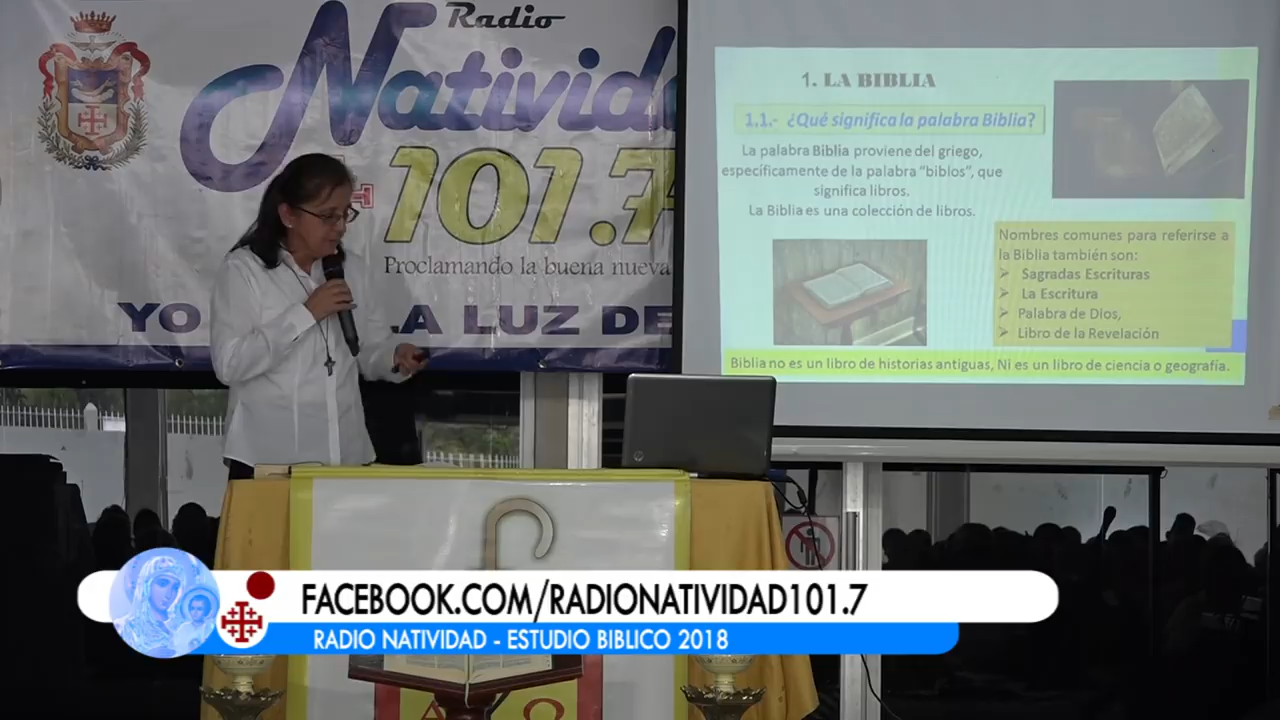 Radio
Nativid
101.7
Proclamando la buena nueva
YO
LA LUZ DE
1. LA BIBLIA
1.1.- ¿Qué significa la palabra Biblia?
La palabra Biblia proviene del griego,
específicamente de la palabra "biblos", que
significa libros.
La Biblia es una colección de libros.
Nombres comunes para referirse a
la Biblia también son:
➢ Sagradas Escrituras
➢ La Escritura
➢ Palabra de Dios,
➢ Libro de la Revelación
Biblia no es un libro de historias antiguas, Ni es un libro de ciencia o geografía.
hp
FACEBOOK.COM/RADIONATIVIDAD101.7
RADIO NATIVIDAD - ESTUDIO BIBLICO 2018
A O